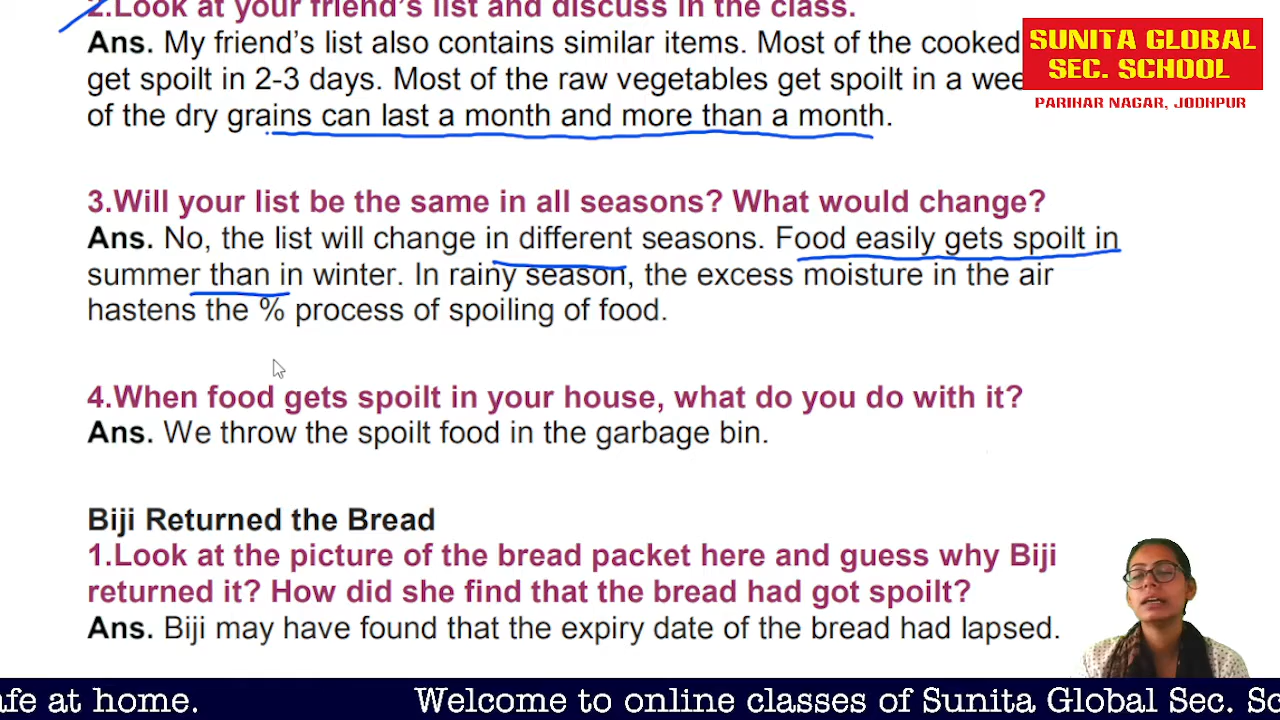 2.Look at your friend's list and discuss in the class.
Ans. My friend's list also contains similar items. Most of the cooked
get spoilt in 2-3 days. Most of the raw vegetables get spoilt in a
of the dry grains can last a month and more than a month.
3.Will your list be the same in all seasons? What would change?
Ans. No, the list will change in different seasons. Food easily gets spoilt in
summer than in winter. In rainy season, the excess moisture in the air
hastens the % process of spoiling of food.
4.When food gets spoilt in your house, what do you do with it?
Ans. We throw the spoilt food in the garbage bin.
Biji Returned the Bread
1.Look at the picture of the bread packet here and guess why Biji
returned it? How did she find that the bread had got spoilt?
Ans. Biji may have found that the expiry date of the bread had lapsed.
SUNITA GLOBAL
SEC. SCHOOL
PARIHAR NAGAR, JODHPUR
at home. Welcome to online classes of Sunita Global Sec.